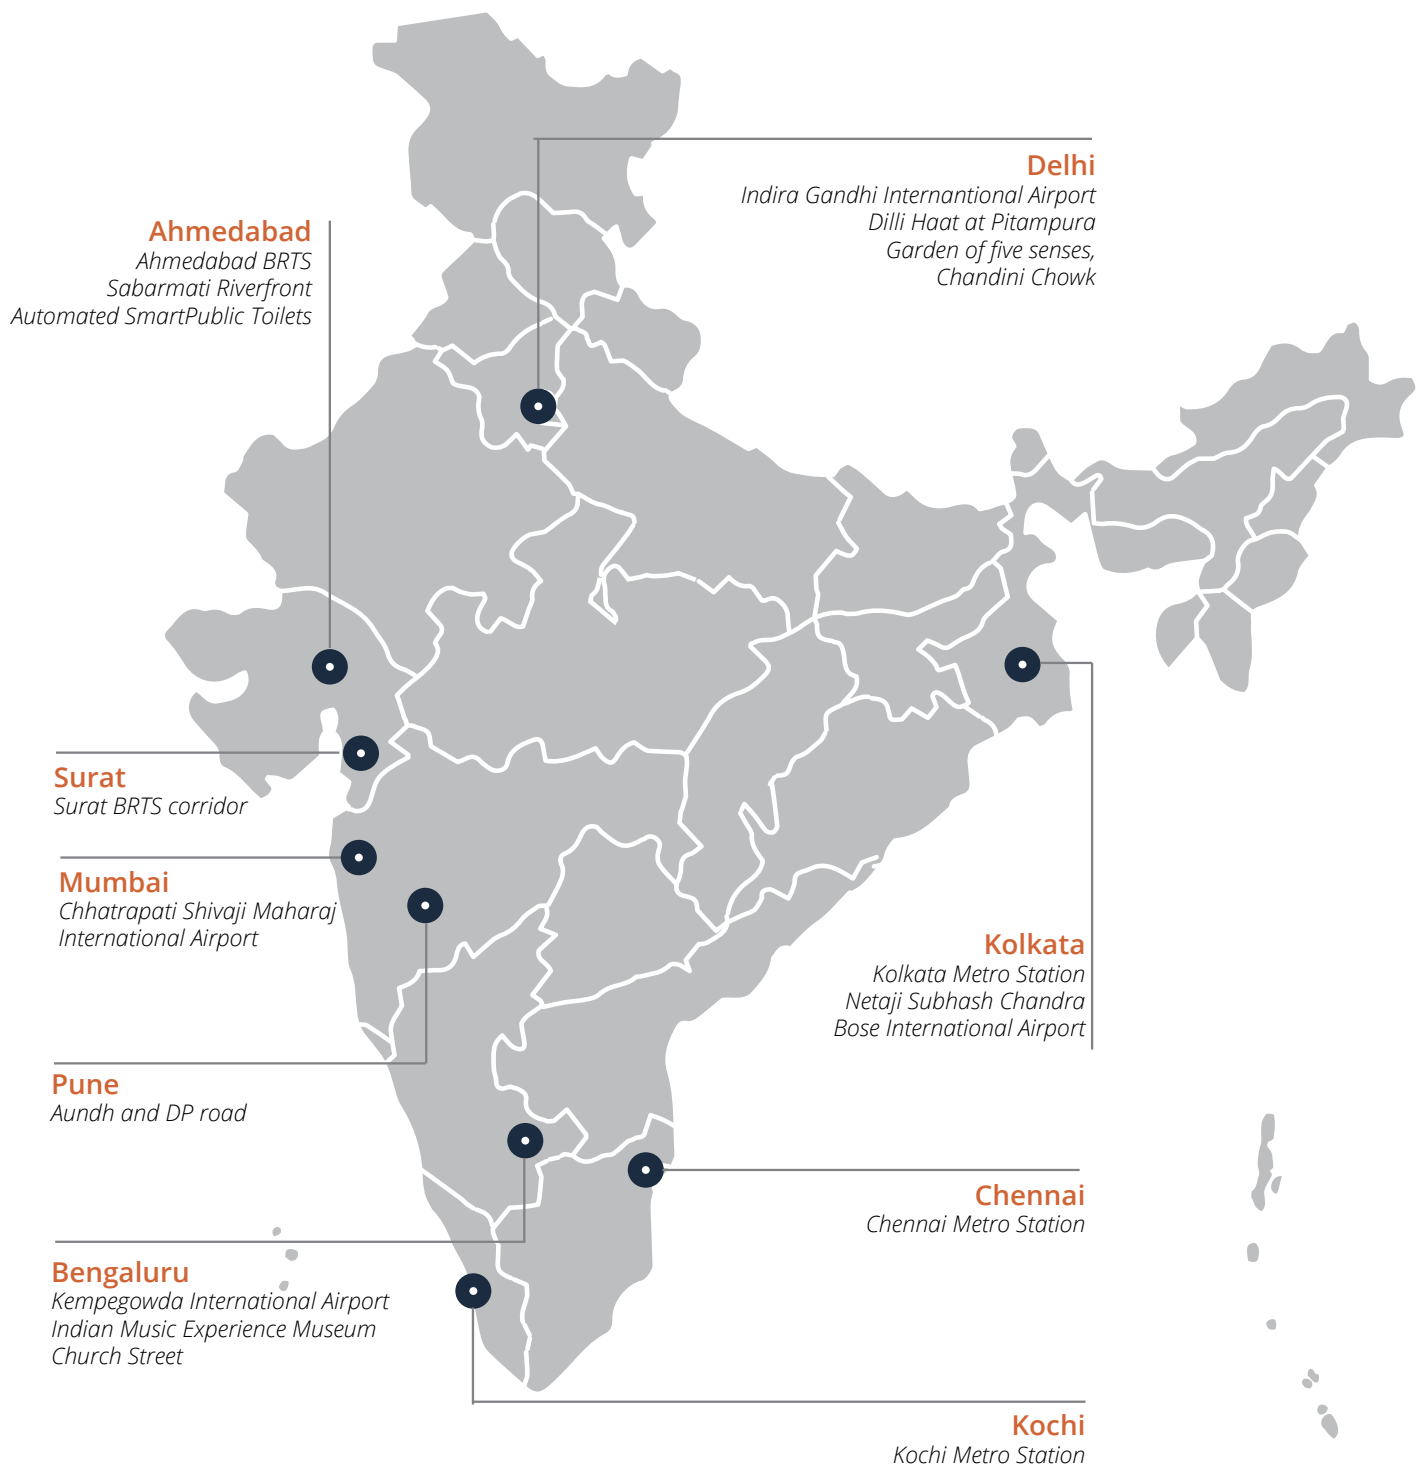 Delhi
Indira Gandhi Internantional Airport
Dilli Haat at Pitampura
Garden of five senses,
Chandini Chowk
Ahmedabad
Ahmedabad BRTS
Sabarmati Riverfront
Automated SmartPublic Toilets
Surat
Surat BRTS corridor
Mumbai
Chhatrapati Shivaji Maharaj
International Airport
Kolkata
Kolkata Metro Station
Netaji Subhash Chandra
Bose International Airport
Pune
Aundh and DP road
Chennai
Chennai Metro Station
Bengaluru
Kempegowda International Airport
Indian Music Experience Museum
Church Street
Kochi
Kochi Metro Station